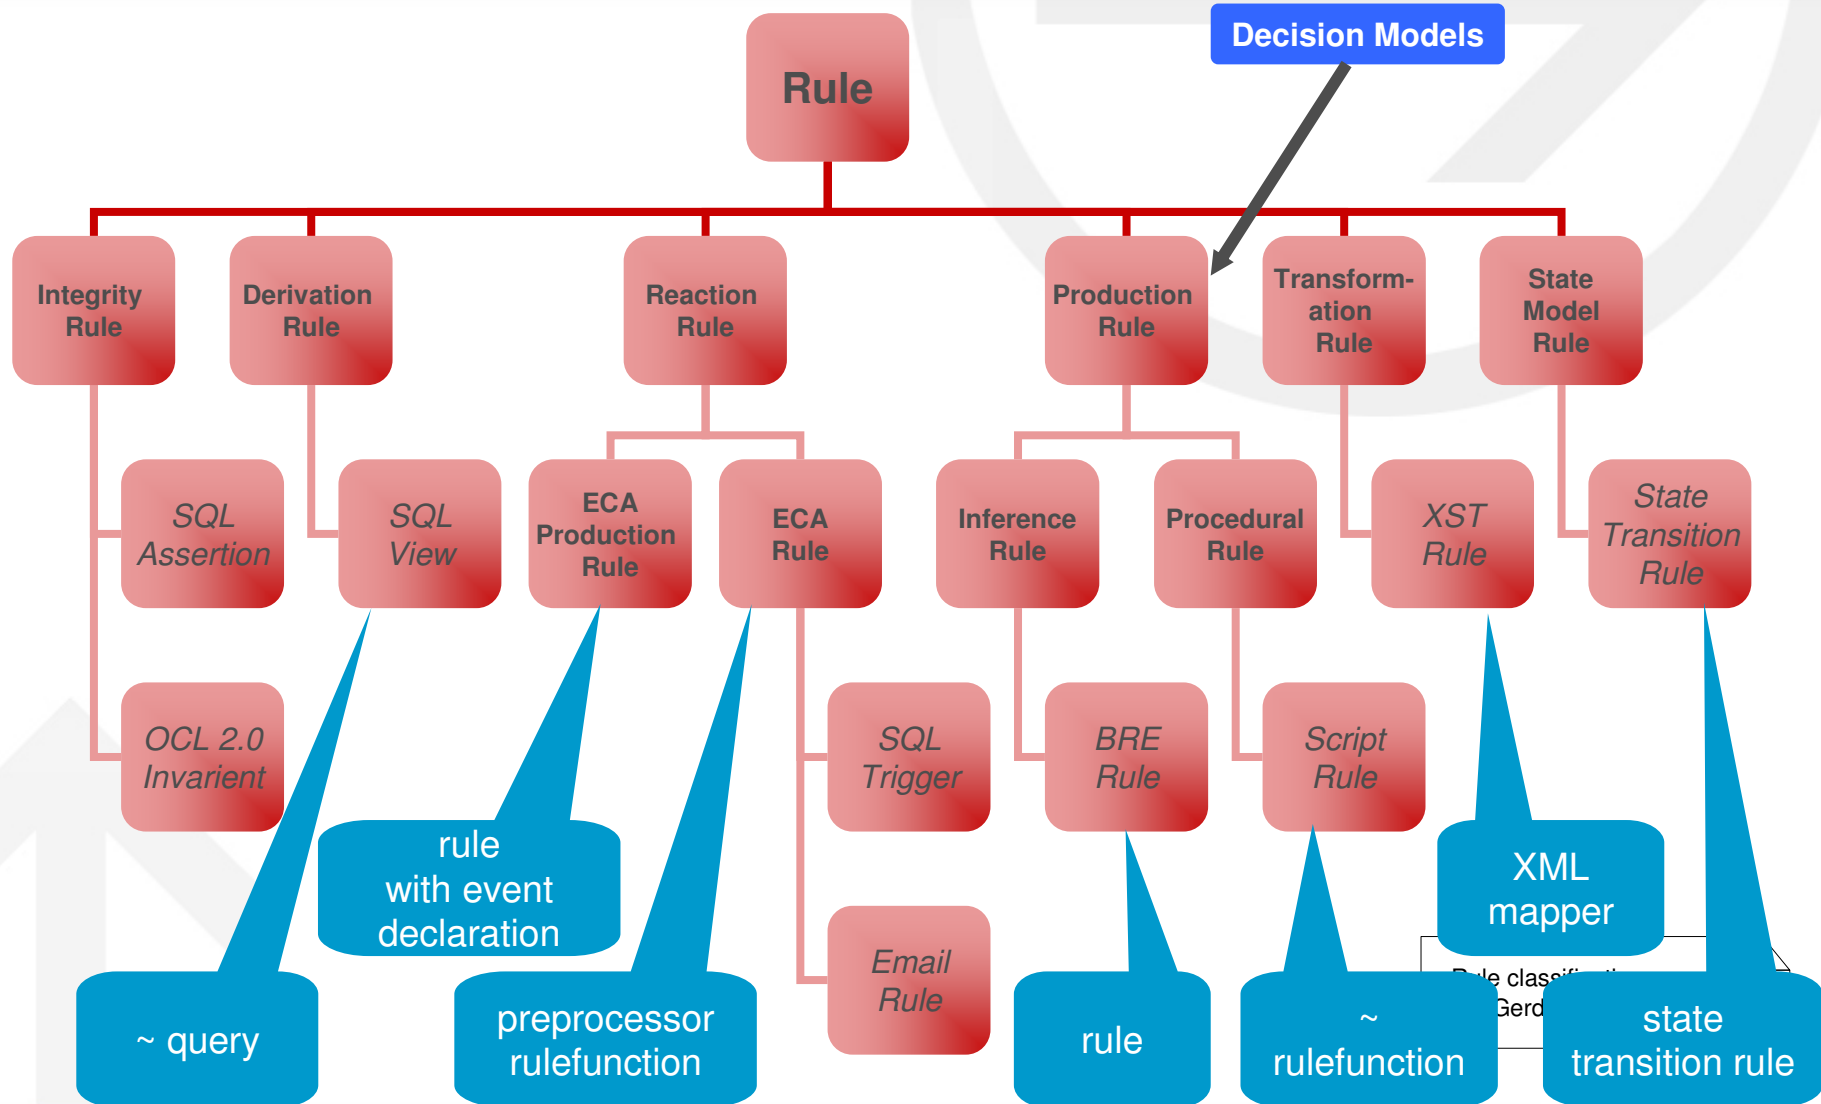 Decision Models
Rule
Integrity
Rule
Derivation
Rule
Reaction
Rule
Production
Rule
Transform-
ation
Rule
State
Model
Rule
SQL
Assertion
SQL
View
ECA
Production
Rule
ECA
Rule
Inference
Rule
Procedural
Rule
XST
Rule
State
Transition
Rule
OCL 2.0
Invarient
SQL
Trigger
BRE
Rule
Script
Rule
rule
with event
declaration
XML
mapper
Email
Rule
~ query
preprocessor
rulefunction
rule
~
rulefunction
state
transition rule